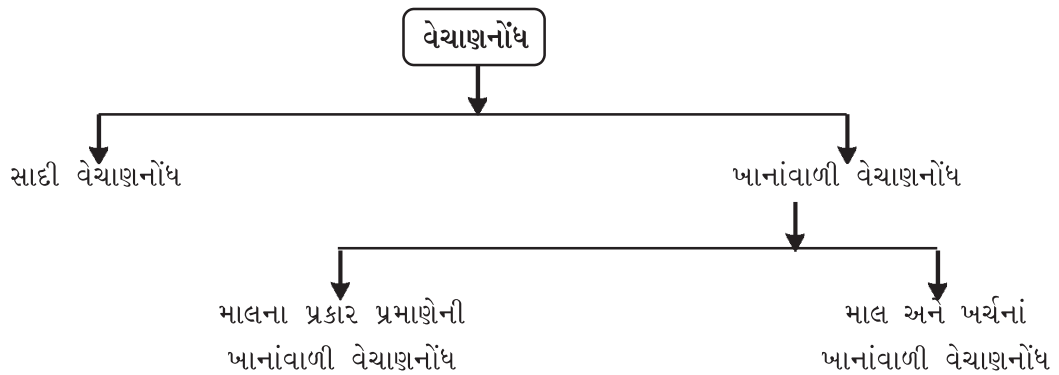 વેચાણનોંધ
સાદી વેચાણનોંધ
ખાનાંવાળી વેચાણનોંધ
માલના પ્રકાર પ્રમાણેની
ખાનાંવાળી વેચાણનોંધ
માલ અને ખર્ચનાં
ખાનાંવાળી વેચાણનોંધ